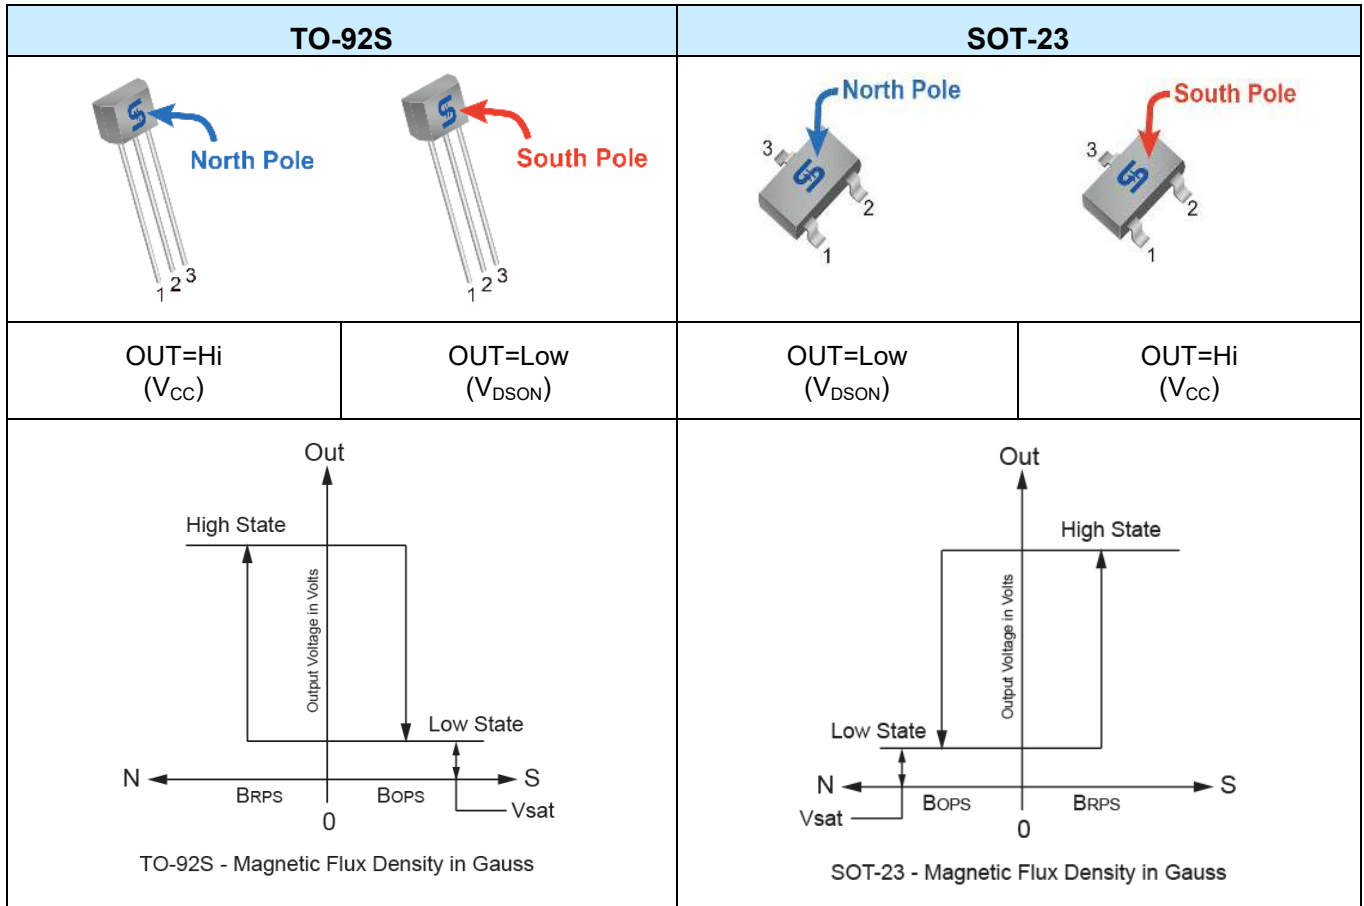 TO-92S
SOT-23
North Pole
South Pole
1 2 3
1 2 3
North Pole
South Pole
3
2
1
3
2
1
OUT=Hi
(VCC)
OUT=Low
(VDSON)
OUT=Low
(VDSON)
OUT=Hi
(VCC)
Out
High State
Output Voltage in Volts
Low State
N
S
BRPS
BOPS
Vsat
0
TO-92S - Magnetic Flux Density in Gauss
Out
High State
Output Voltage in Volts
Low State
N
S
BOPS
BRPS
Vsat
0
SOT-23 - Magnetic Flux Density in Gauss